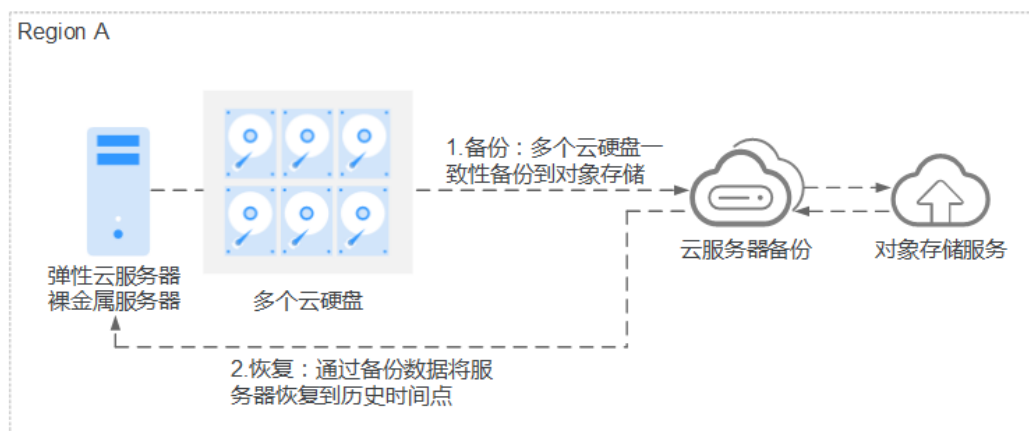 Region A
1.备份：多个云硬盘一
致性备份到对象存储
弹性云服务器
裸金属服务器
多个云硬盘
云服务器备份
对象存储服务
2.恢复：通过备份数据将服
务器恢复到历史时间点